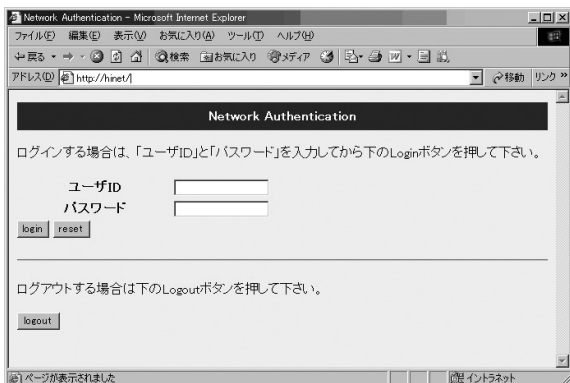 Network Authentication - Microsoft Internet Explorer
ファイル(F) 編集(E) 表示(V) お気に入り(A) ツール(T) ヘルプ(H)
戻る 検索 お気に入り メディア
アドレス(D) http://hinet/ 移動 リンク »
Network Authentication
ログインする場合は、「ユーザID」と「パスワード」を入力してから下のLoginボタンを押して下さい。
ユーザID
パスワード
login reset
ログアウトする場合は下のLogoutボタンを押して下さい。
logout
ページが表示されました イントラネット